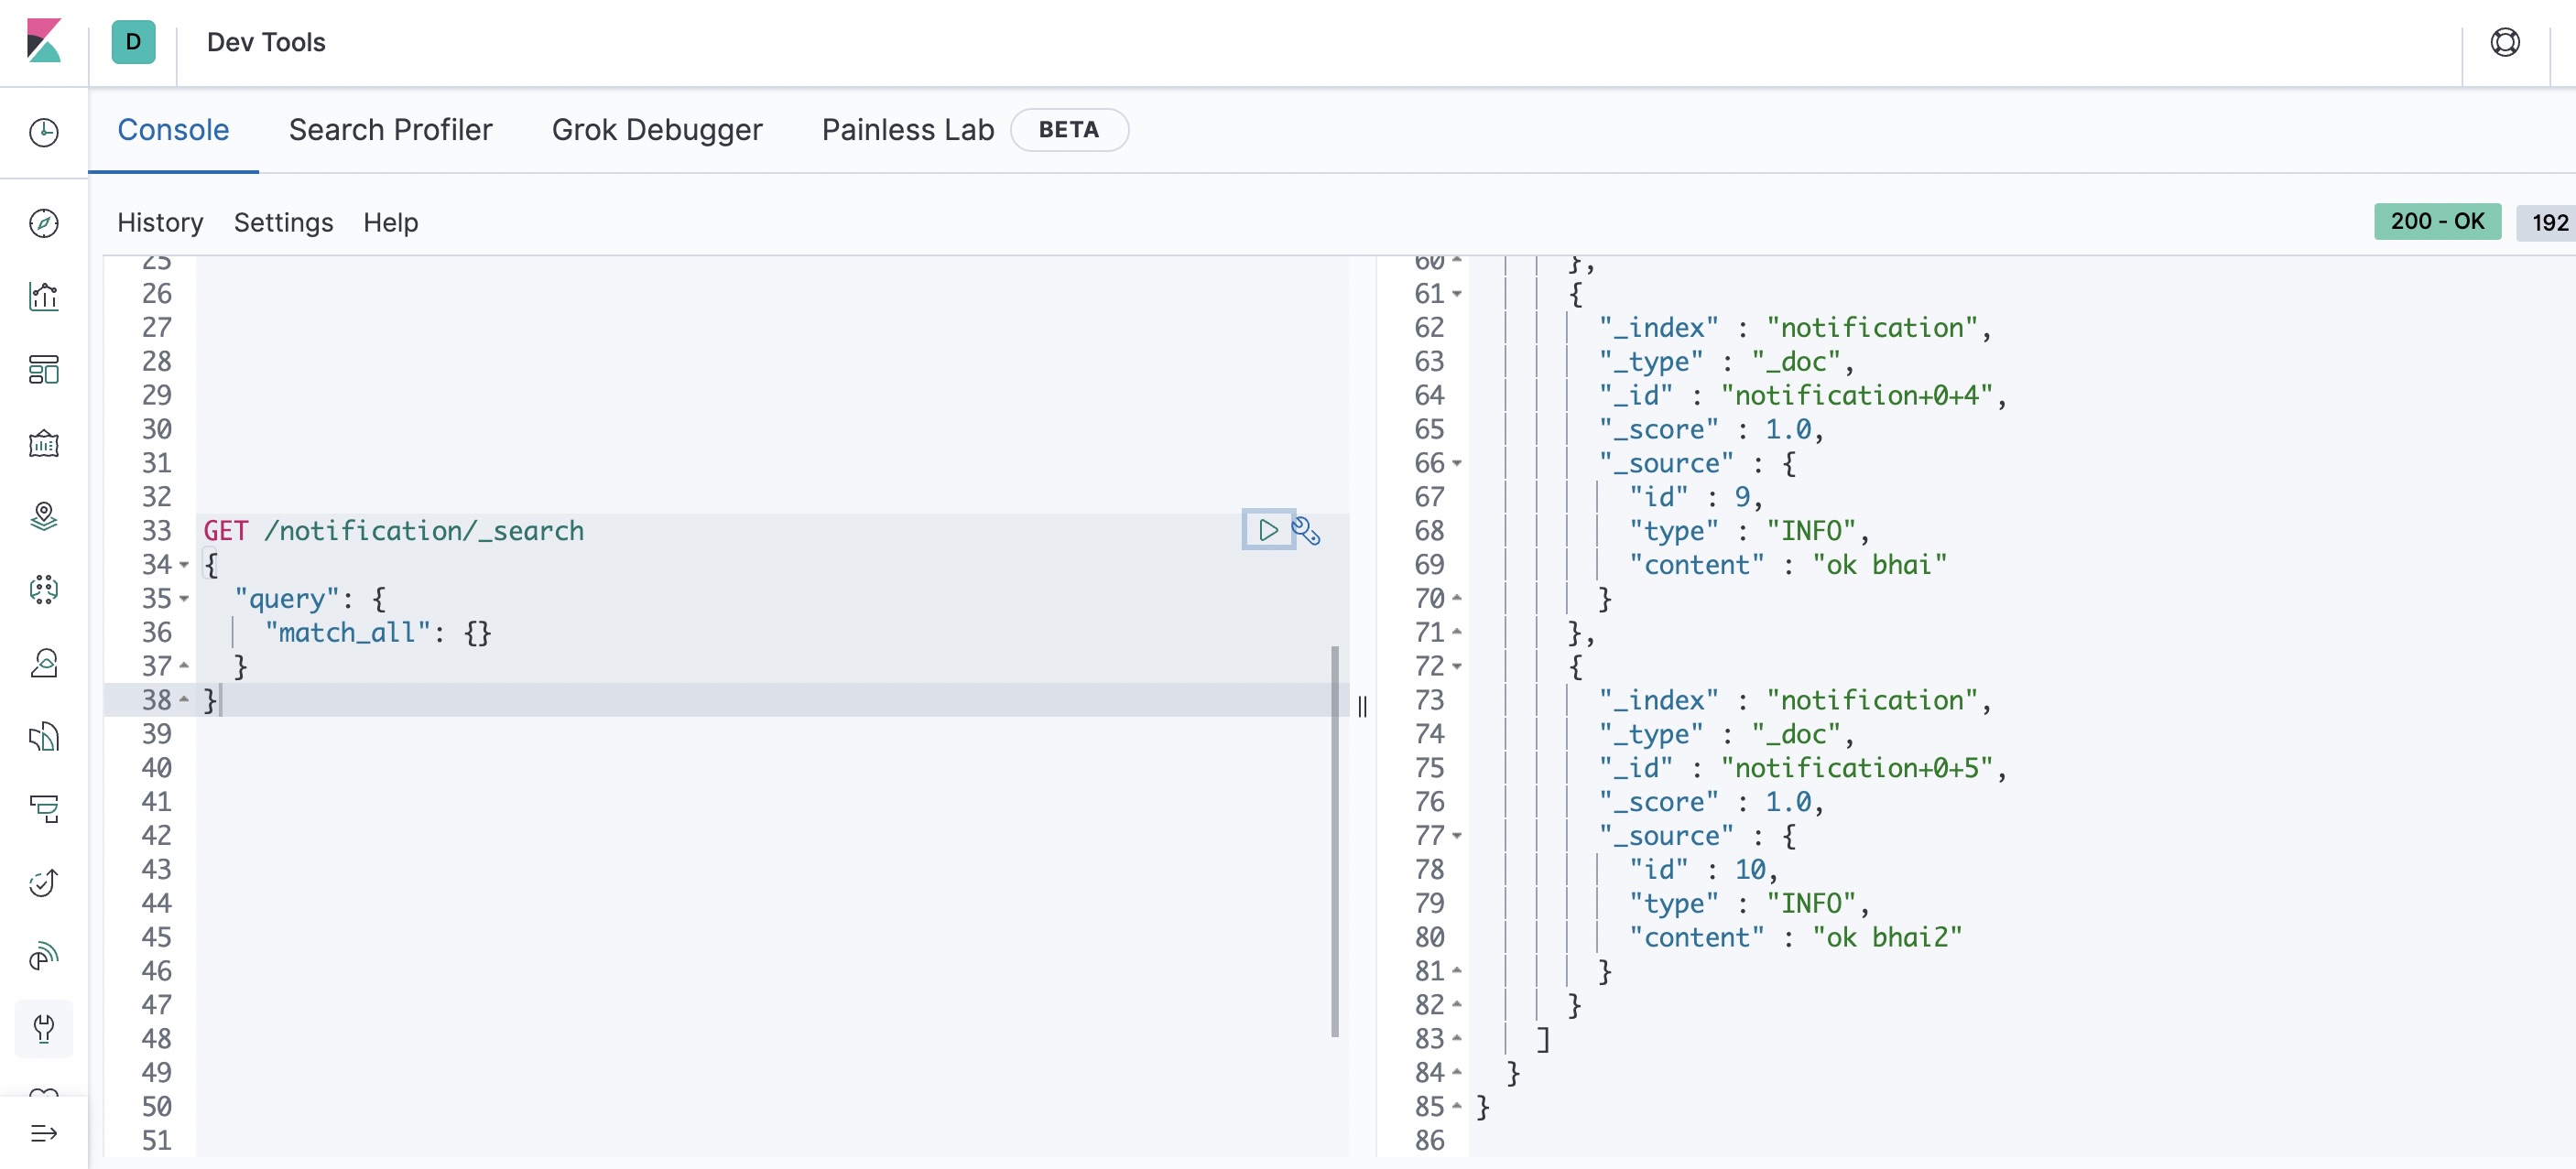 D Dev Tools
Console Search Profiler Grok Debugger Painless Lab BETA
History Settings Help 200 - OK 192
25
26
27
28
29
30
31
32
33 GET /notification/_search
34 {
35 "query": {
36 "match_all": {}
37 }
38 }
39
40
41
42
43
44
45
46
47
48
49
50
51
60 },
61 {
62 "_index" : "notification",
63 "_type" : "_doc",
64 "_id" : "notification+0+4",
65 "_score" : 1.0,
66 "_source" : {
67 "id" : 9,
68 "type" : "INFO",
69 "content" : "ok bhai"
70 }
71 },
72 {
73 "_index" : "notification",
74 "_type" : "_doc",
75 "_id" : "notification+0+5",
76 "_score" : 1.0,
77 "_source" : {
78 "id" : 10,
79 "type" : "INFO",
80 "content" : "ok bhai2"
81 }
82 }
83 ]
84 }
85 }
86